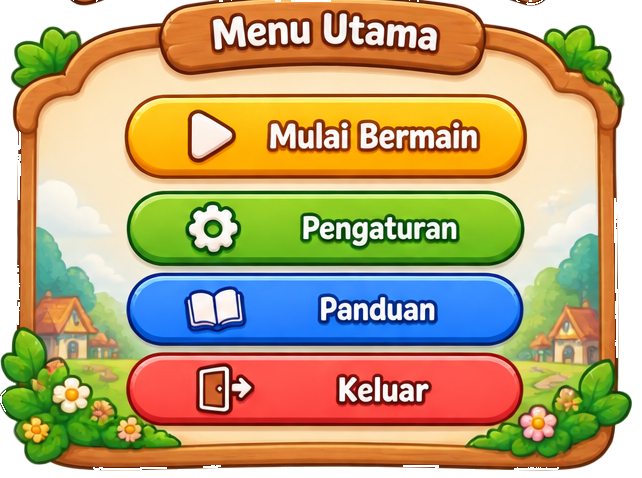 Menu Utama
Mulai Bermain
Pengaturan
Panduan
Keluar